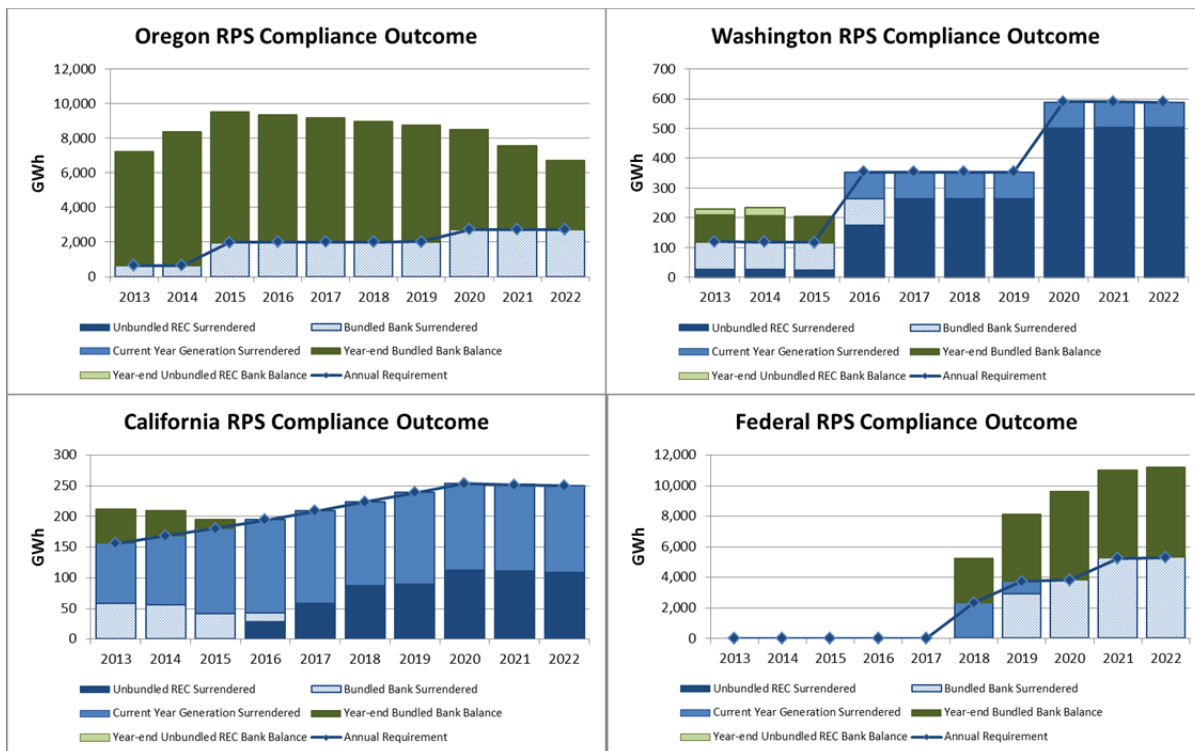 Oregon RPS Compliance Outcome
GWh
12,000
10,000
8,000
6,000
4,000
2,000
0
2013 2014 2015 2016 2017 2018 2019 2020 2021 2022
Unbundled REC Surrendered Bundled Bank Surrendered
Current Year Generation Surrendered Year-end Bundled Bank Balance
Year-end Unbundled REC Bank Balance Annual Requirement
Washington RPS Compliance Outcome
GWh
700
600
500
400
300
200
100
0
2013 2014 2015 2016 2017 2018 2019 2020 2021 2022
Unbundled REC Surrendered Bundled Bank Surrendered
Current Year Generation Surrendered Year-end Bundled Bank Balance
Year-end Unbundled REC Bank Balance Annual Requirement
California RPS Compliance Outcome
GWh
300
250
200
150
100
50
0
2013 2014 2015 2016 2017 2018 2019 2020 2021 2022
Unbundled REC Surrendered Bundled Bank Surrendered
Current Year Generation Surrendered Year-end Bundled Bank Balance
Year-end Unbundled REC Bank Balance Annual Requirement
Federal RPS Compliance Outcome
GWh
12,000
10,000
8,000
6,000
4,000
2,000
0
2013 2014 2015 2016 2017 2018 2019 2020 2021 2022
Unbundled REC Surrendered Bundled Bank Surrendered
Current Year Generation Surrendered Year-end Bundled Bank Balance
Year-end Unbundled REC Bank Balance Annual Requirement